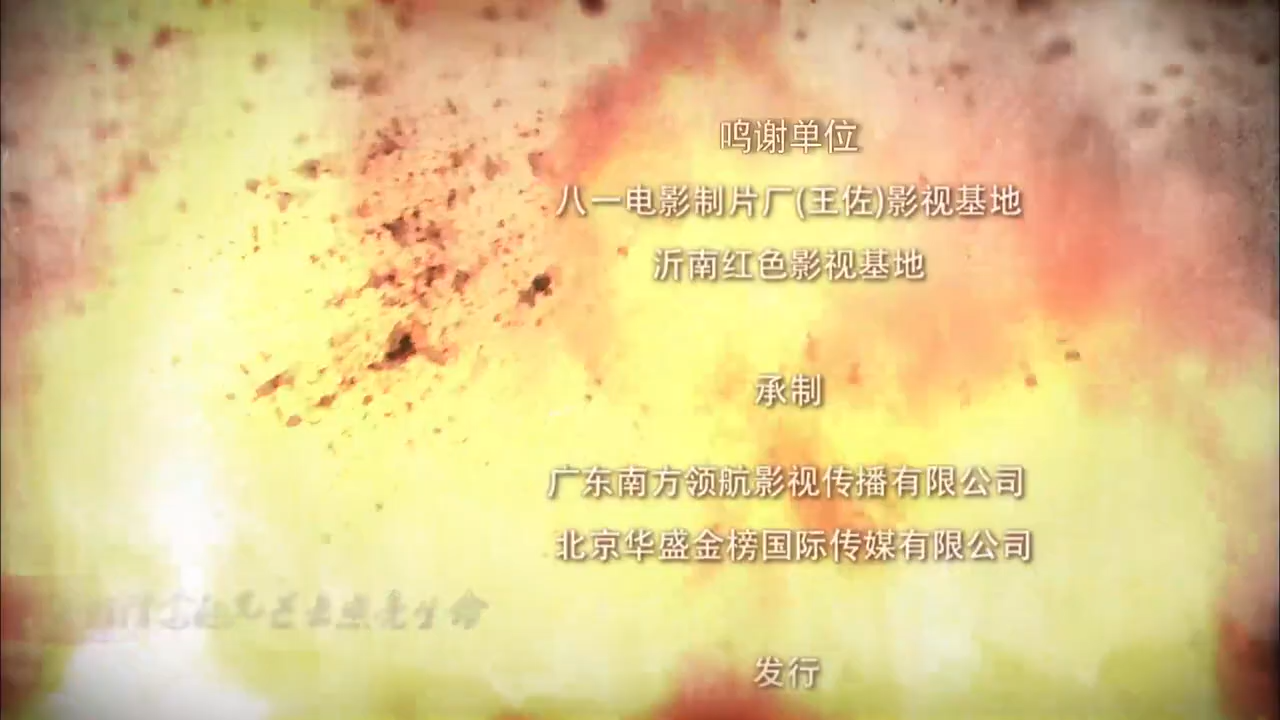 鸣谢单位
八一电影制片厂(王佐)影视基地
沂南红色影视基地
承制
广东南方领航影视传播有限公司
北京华盛金榜国际传媒有限公司
生命
发行